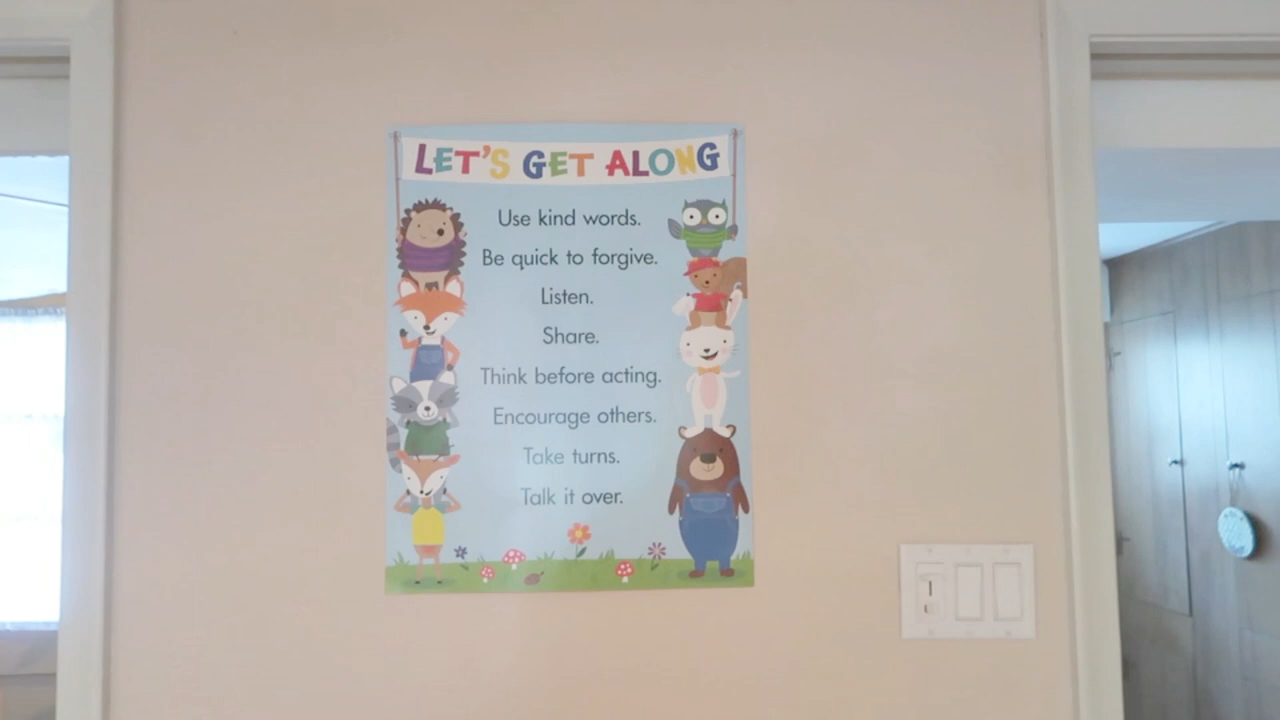 LET'S GET ALONG
Use kind words.
Be quick to forgive.
Listen.
Share.
Think before acting.
Encourage others.
Take turns.
Talk it over.